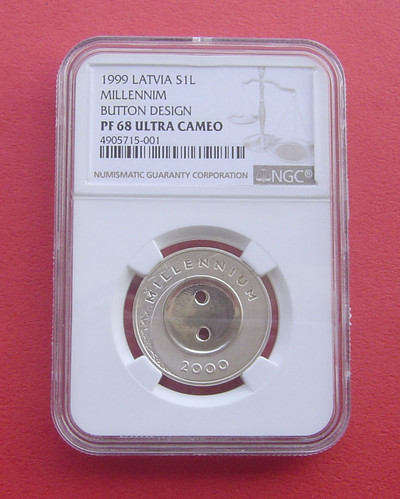 1999 LATVIA S1L
MILLENNIM
BUTTON DESIGN
PF 68 ULTRA CAMEO
4905715-001
NUMISMATIC GUARANTY CORPORATION NGC®
MILLENNIUM
2000